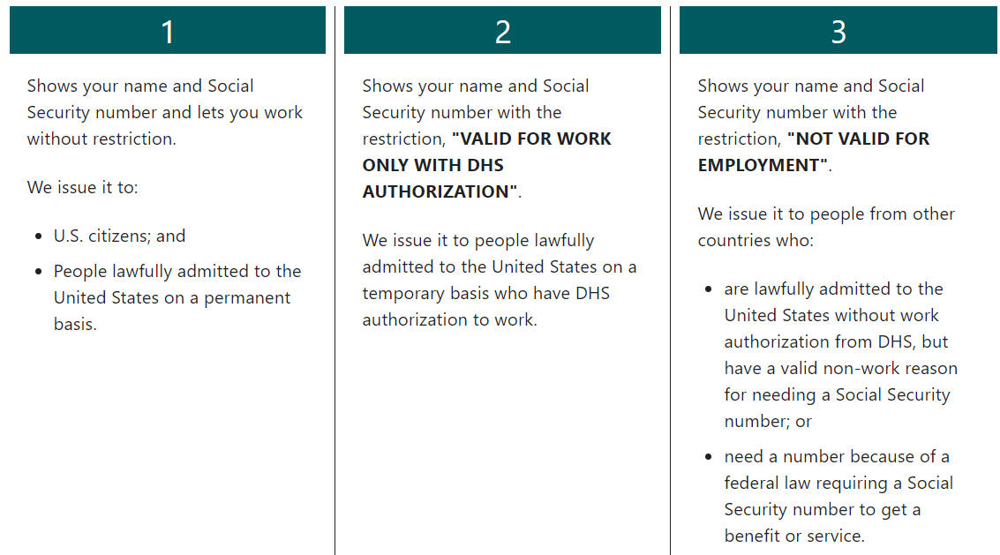 1
Shows your name and Social
Security number and lets you work
without restriction.
We issue it to:
• U.S. citizens; and
• People lawfully admitted to the
United States on a permanent
basis.
2
Shows your name and Social
Security number with the
restriction, "VALID FOR WORK
ONLY WITH DHS
AUTHORIZATION".
We issue it to people lawfully
admitted to the United States on a
temporary basis who have DHS
authorization to work.
3
Shows your name and Social
Security number with the
restriction, "NOT VALID FOR
EMPLOYMENT".
We issue it to people from other
countries who:
• are lawfully admitted to the
United States without work
authorization from DHS, but
have a valid non-work reason
for needing a Social Security
number; or
• need a number because of a
federal law requiring a Social
Security number to get a
benefit or service.